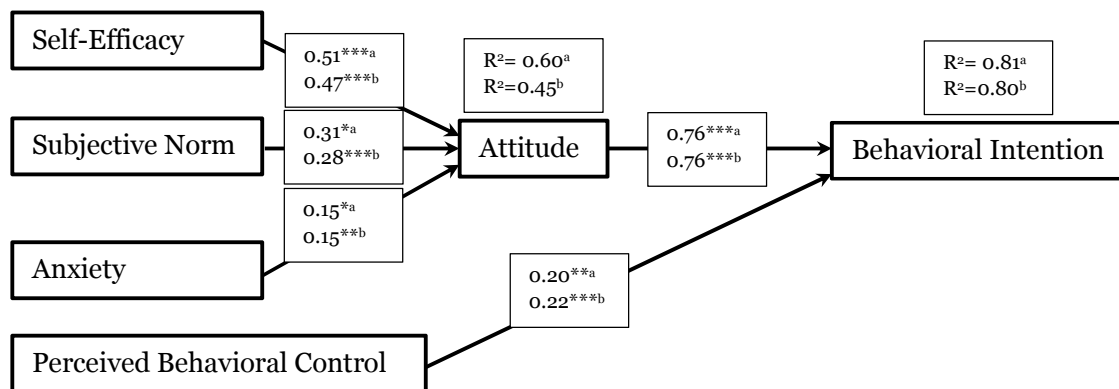 Self-Efficacy
0.51***ᵃ
0.47***ᵇ
R²= 0.60ᵃ
R²=0.45ᵇ
R²= 0.81ᵃ
R²=0.80ᵇ
Subjective Norm
0.31*ᵃ
0.28***ᵇ
Attitude
0.76***ᵃ
0.76***ᵇ
Behavioral Intention
Anxiety
0.15*ᵃ
0.15**ᵇ
0.20**ᵃ
0.22***ᵇ
Perceived Behavioral Control